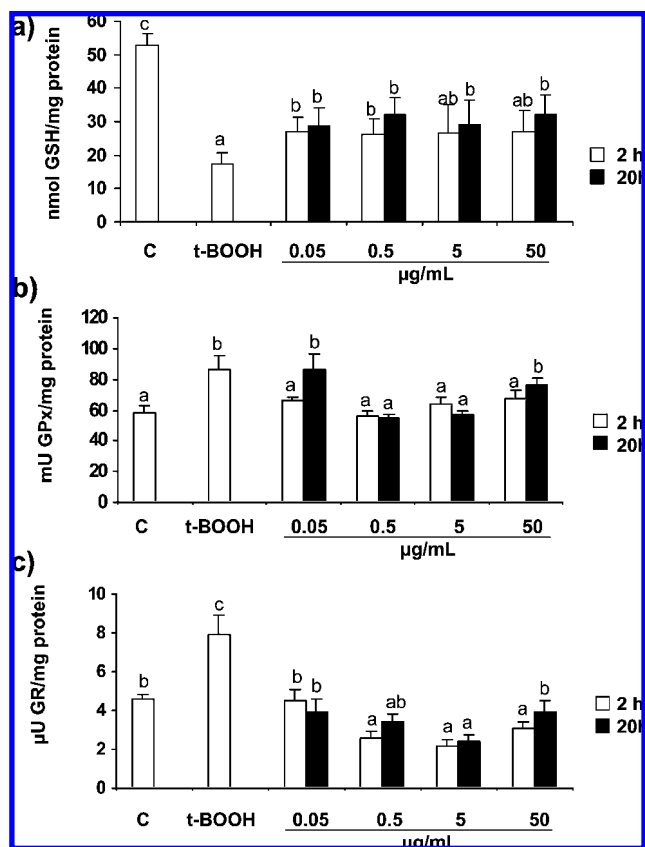 a)
nmol GSH/mg protein
60
50
40
30
20
10
0
c
a
b b
b b
ab b
ab b
2 h
20h
C t-BOOH 0.05 0.5 5 50
µg/mL
b)
mU GPx/mg protein
120
100
80
60
40
20
0
a
b
a b
a a
a a
a b
2 h
20h
C t-BOOH 0.05 0.5 5 50
µg/mL
c)
µU GR/mg protein
10
8
6
4
2
0
b
c
b b
a ab
a a
a b
2 h
20h
C t-BOOH 0.05 0.5 5 50
µg/mL